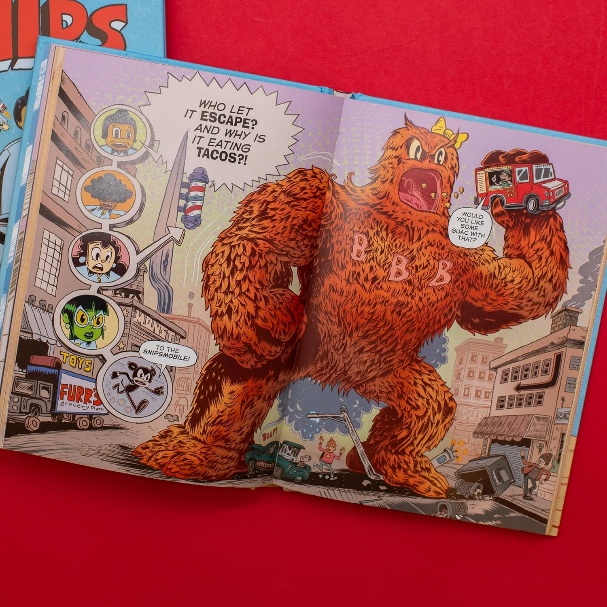 IPS
WHO LET
IT ESCAPE?
AND WHY IS
IT EATING
TACOS?!
WOULD
YOU LIKE
SOME
GUAC WITH
THAT?
B B B
TO THE
SNIPSMOBILE!
TOYS
FURR'S